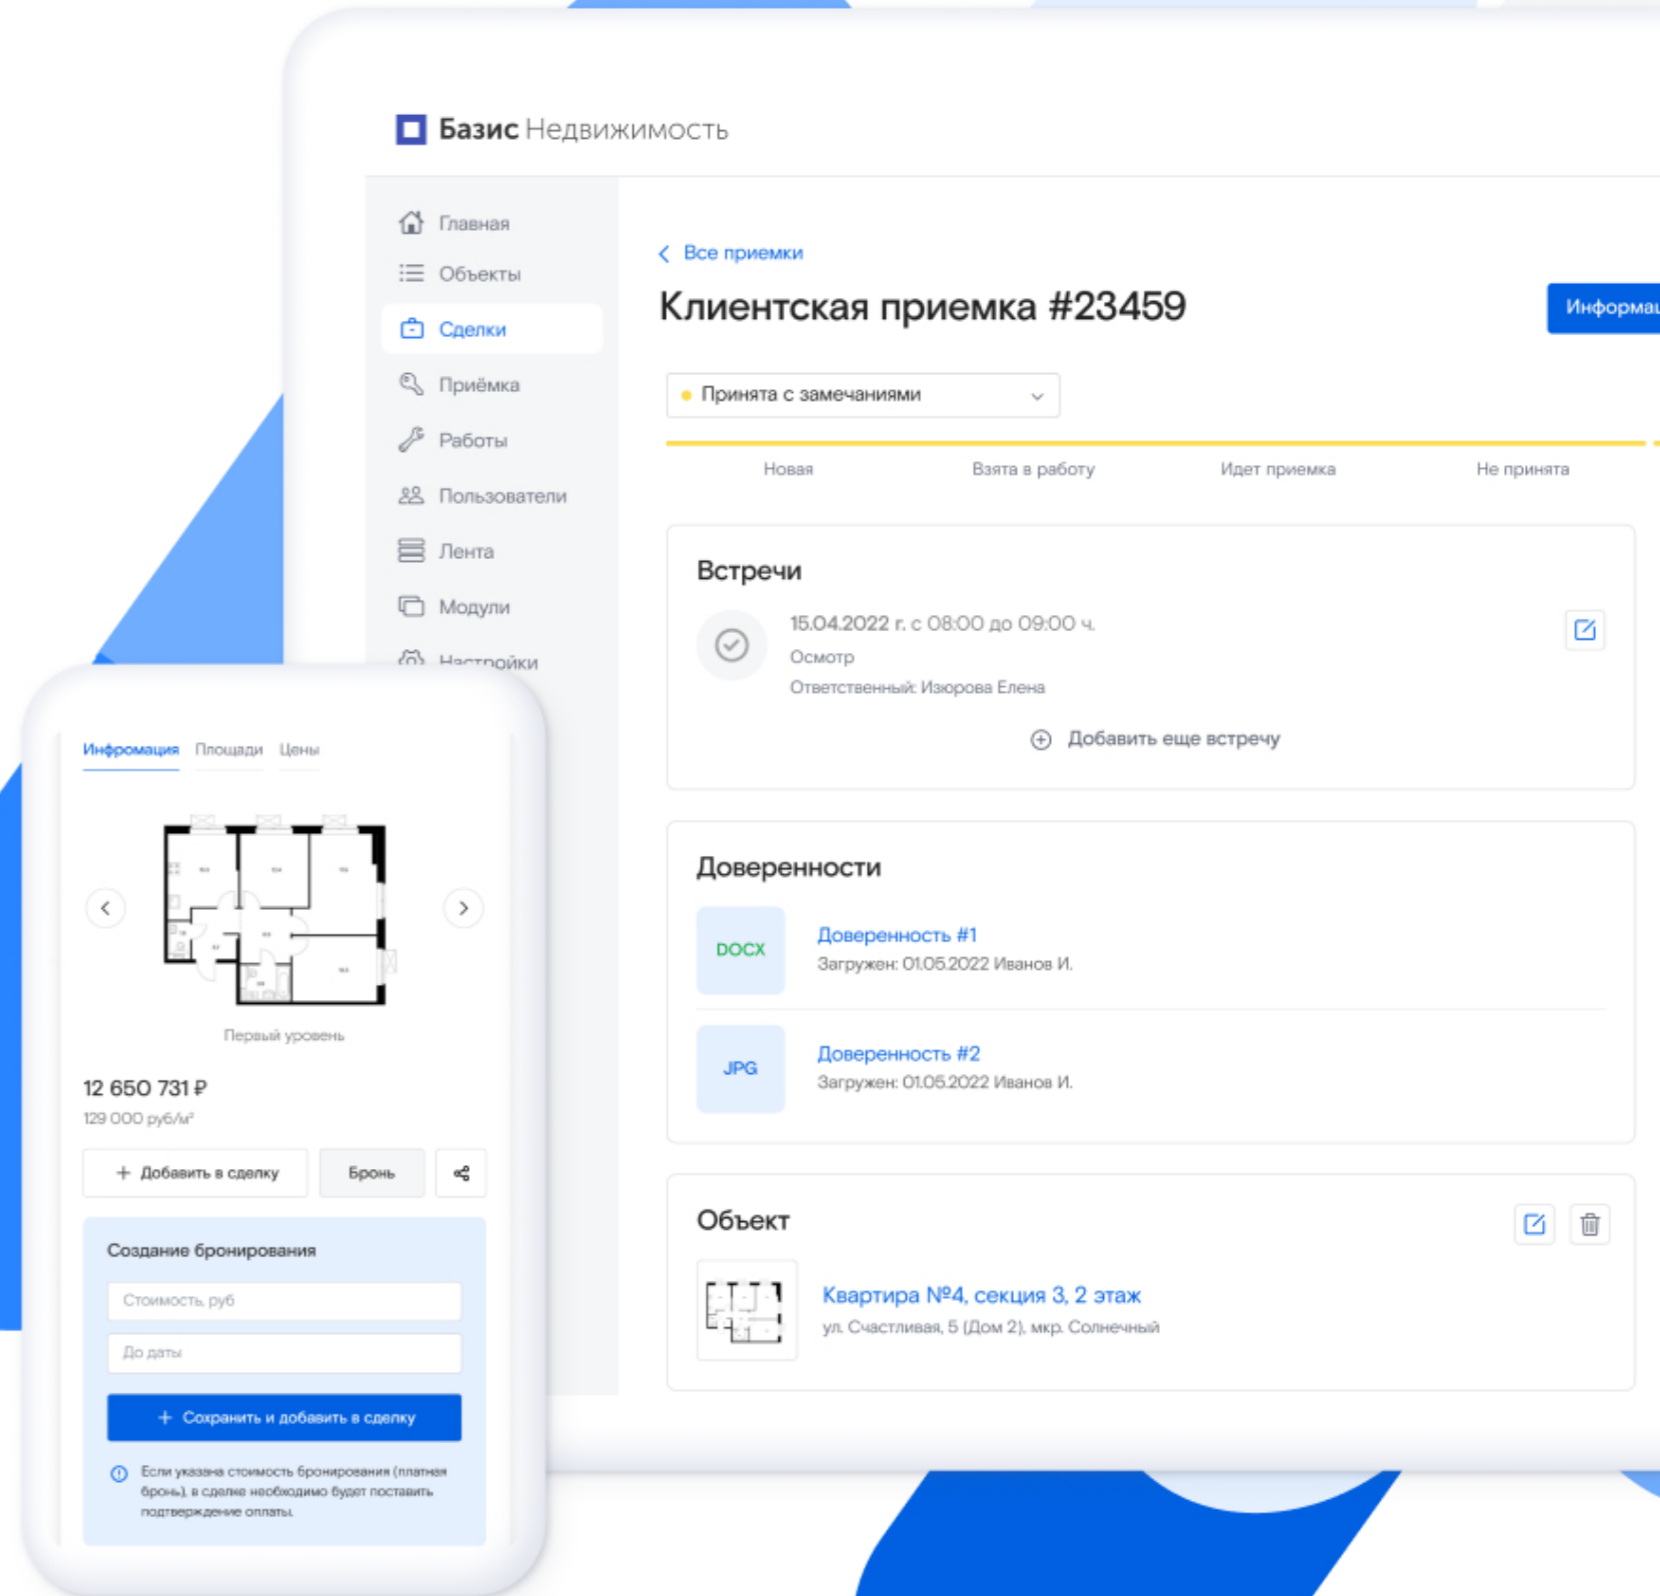 Базис Недвижимость
Главная
Объекты
Сделки
Приёмка
Работы
Пользователи
Лента
Модули
Настройки
Все приемки
Клиентская приемка #23459
Принята с замечаниями
Новая
Взята в работу
Идет приемка
Не принята
Встречи
15.04.2022 г. с 08:00 до 09:00 ч.
Осмотр
Ответственный: Изюрова Елена
Добавить еще встречу
Доверенности
DOCX
Доверенность #1
Загружен: 01.05.2022 Иванов И.
JPG
Доверенность #2
Загружен: 01.05.2022 Иванов И.
Объект
Квартира №4, секция 3, 2 этаж
ул. Счастливая, 5 (Дом 2), мкр. Солнечный
Инфромация Площади Цены
Первый уровень
12 650 731 ₽
129 000 руб/м²
+ Добавить в сделку
Бронь
Создание бронирования
Стоимость, руб
До даты
+ Сохранить и добавить в сделку
Если указана стоимость бронирования (платная
бронь), в сделке необходимо будет поставить
подтверждение оплаты.